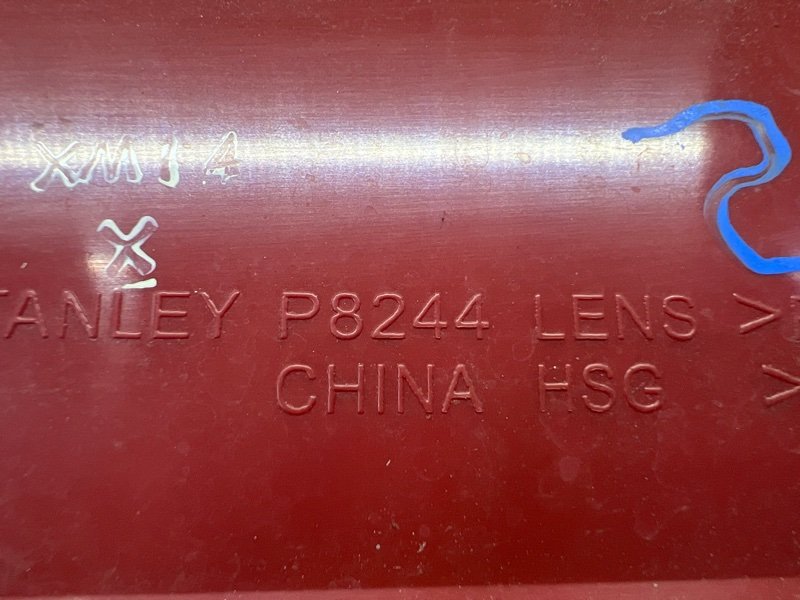 XM14
X
TANLEY P8244 LENS >
CHINA HSG >